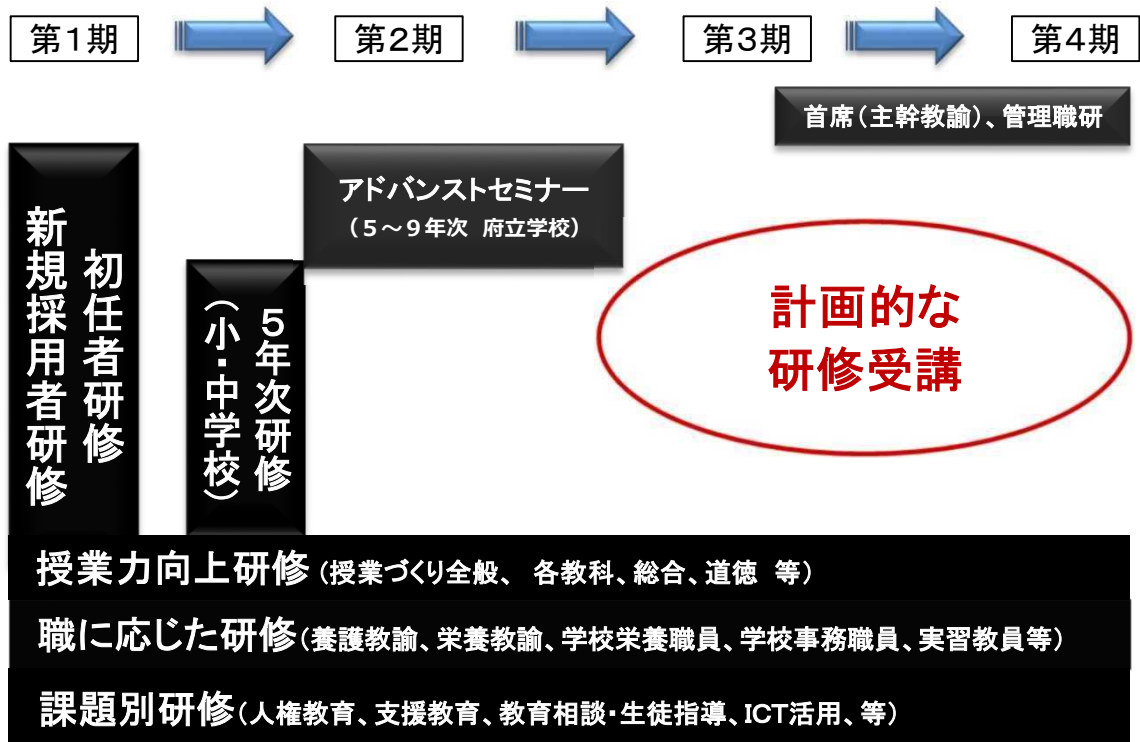 第1期
第2期
第3期
第4期
首席（主幹教諭）、管理職研
アドバンストセミナー
（５～９年次 府立学校）
初任者研修
新規採用者研修
５年次研修
（小・中学校）
計画的な
研修受講
授業力向上研修（授業づくり全般、 各教科、総合、道徳 等）
職に応じた研修（養護教諭、栄養教諭、学校栄養職員、学校事務職員、実習教員等）
課題別研修（人権教育、支援教育、教育相談・生徒指導、ICT活用、等）